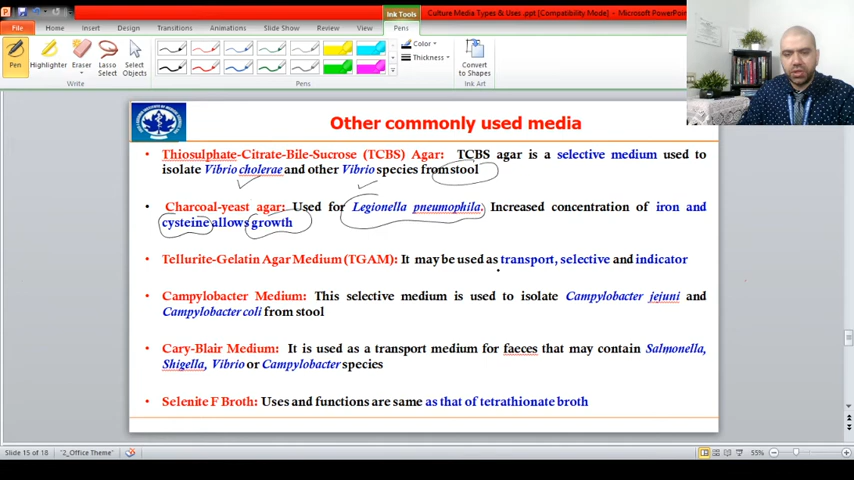 Ink Tools
Culture Media Types & Uses .ppt [Compatibility Mode] - Microsoft PowerPoint
File Home Insert Design Transitions Animations Slide Show Review View Pens
Pen
Highlighter
Eraser
Lasso Select
Select Objects
Color
Thickness
Convert to Shapes
Write
Pens
Ink Art
Other commonly used media
• Thiosulphate-Citrate-Bile-Sucrose (TCBS) Agar: TCBS agar is a selective medium used to
isolate Vibrio cholerae and other Vibrio species from stool
• Charcoal-yeast agar: Used for Legionella pneumophila. Increased concentration of iron and
cysteine allows growth
• Tellurite-Gelatin Agar Medium (TGAM): It may be used as transport, selective and indicator
• Campylobacter Medium: This selective medium is used to isolate Campylobacter jejuni and
Campylobacter coli from stool
• Cary-Blair Medium: It is used as a transport medium for faeces that may contain Salmonella,
Shigella, Vibrio or Campylobacter species
• Selenite F Broth: Uses and functions are same as that of tetrathionate broth
Slide 15 of 18
"2_Office Theme"
55%